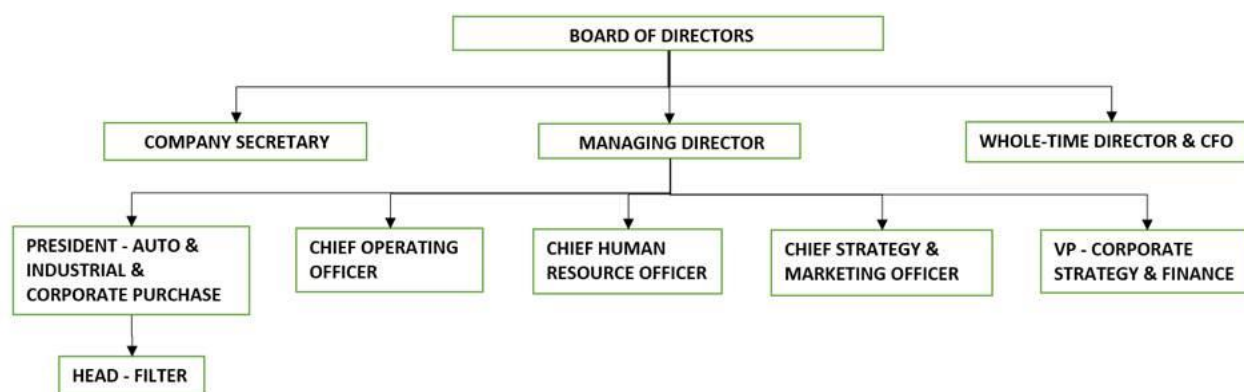 BOARD OF DIRECTORS
COMPANY SECRETARY
MANAGING DIRECTOR
WHOLE-TIME DIRECTOR & CFO
PRESIDENT - AUTO &
INDUSTRIAL &
CORPORATE PURCHASE
CHIEF OPERATING
OFFICER
CHIEF HUMAN
RESOURCE OFFICER
CHIEF STRATEGY &
MARKETING OFFICER
VP - CORPORATE
STRATEGY & FINANCE
HEAD - FILTER